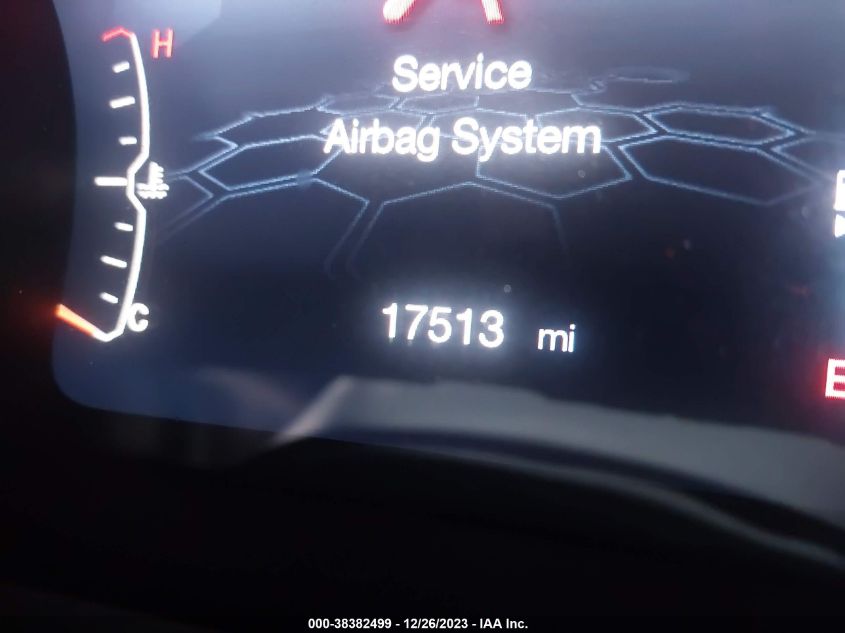 H
Service
Airbag System
C
17513 mi
E
000-38382499 - 12/26/2023 - IAA Inc.